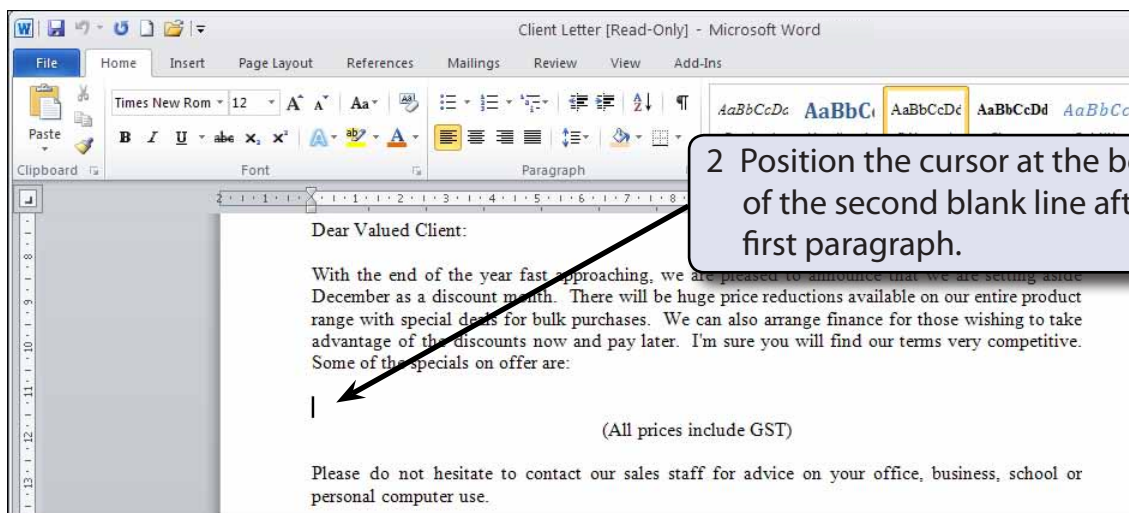 Client Letter [Read-Only] - Microsoft Word
File Home Insert Page Layout References Mailings Review View Add-Ins
Times New Rom 12 A A Aa
AaBbCcDc AaBbC AaBbCcDc AaBbCcDd AaBbCc
Paste B I U abc x₂ x² A ab A
Clipboard Font Paragraph
2 Position the cursor at the
of the second blank line
first paragraph.
Dear Valued Client:
With the end of the year fast approaching, we are pleased to announce that we are setting aside
December as a discount month. There will be huge price reductions available on our entire product
range with special deals for bulk purchases. We can also arrange finance for those wishing to take
advantage of the discounts now and pay later. I'm sure you will find our terms very competitive.
Some of the specials on offer are:
(All prices include GST)
Please do not hesitate to contact our sales staff for advice on your office, business, school or
personal computer use.